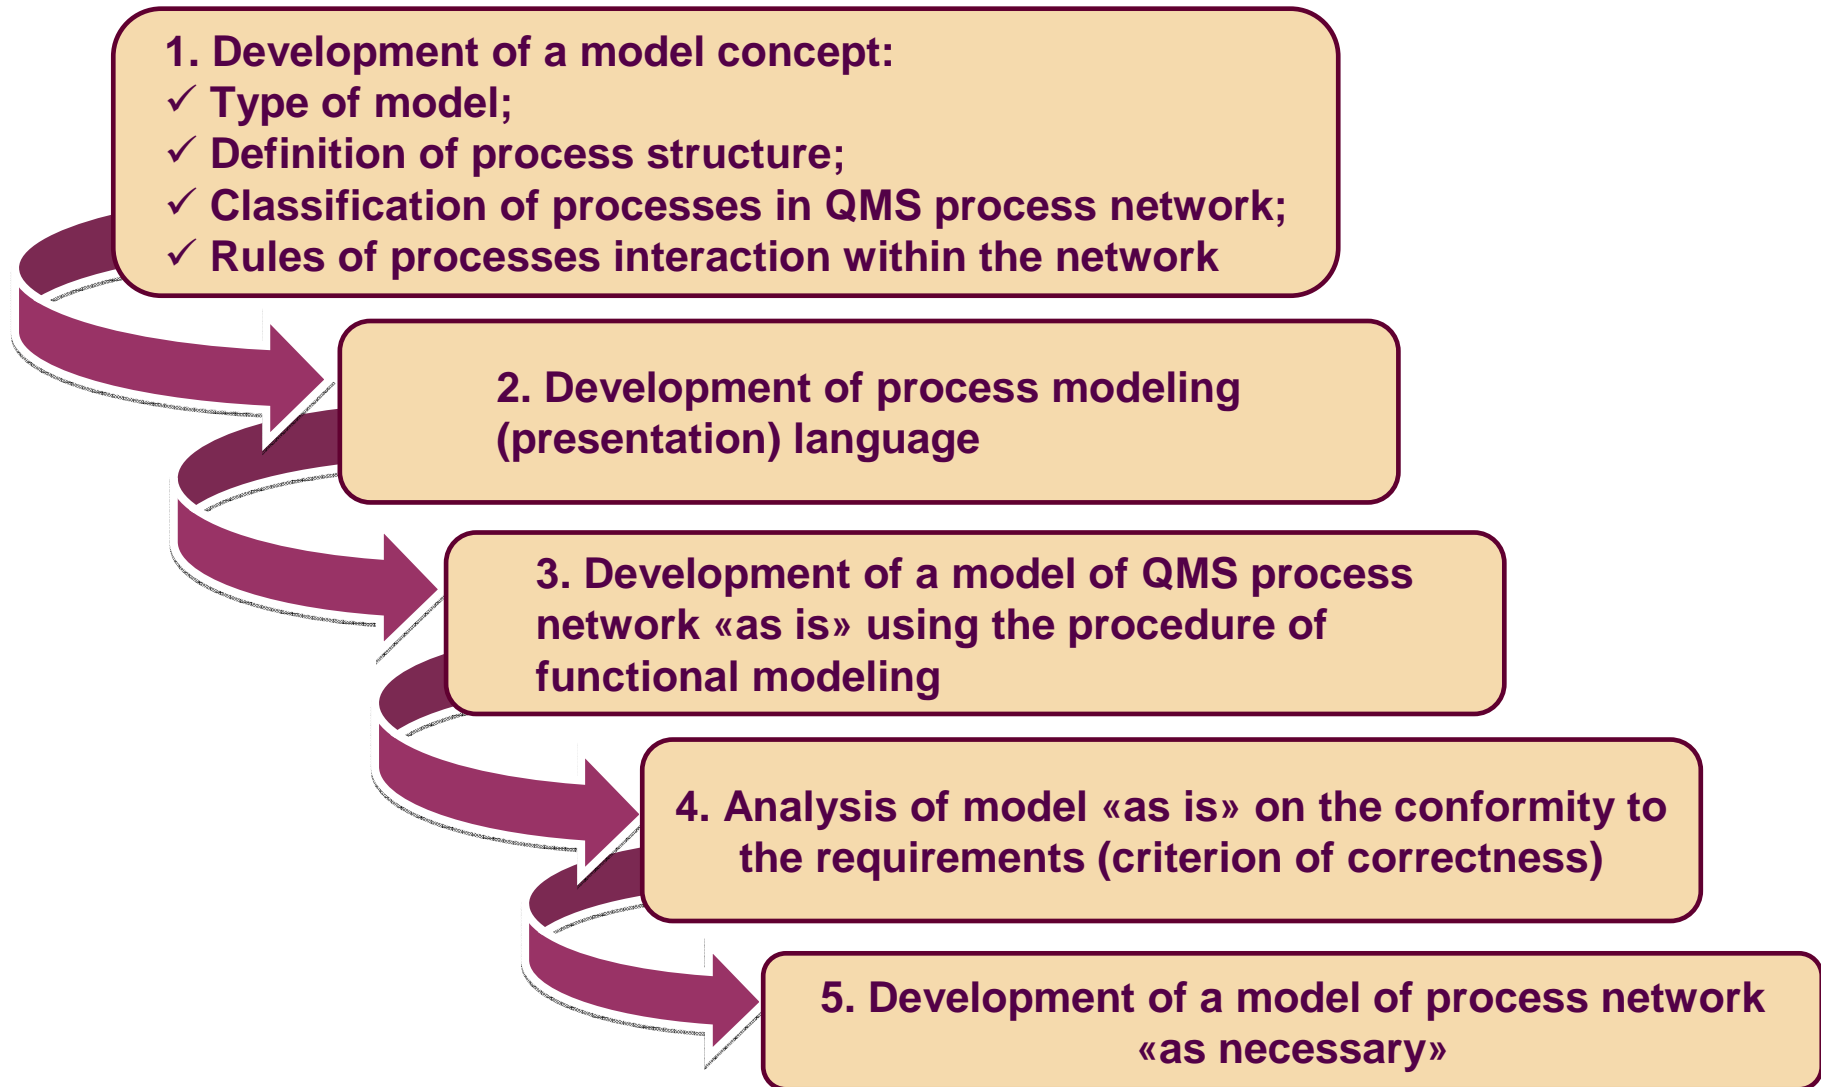 1. Development of a model concept:
✓ Type of model;
✓ Definition of process structure;
✓ Classification of processes in QMS process network;
✓ Rules of processes interaction within the network
2. Development of process modeling
(presentation) language
3. Development of a model of QMS process
network «as is» using the procedure of
functional modeling
4. Analysis of model «as is» on the conformity to
the requirements (criterion of correctness)
5. Development of a model of process network
«as necessary»